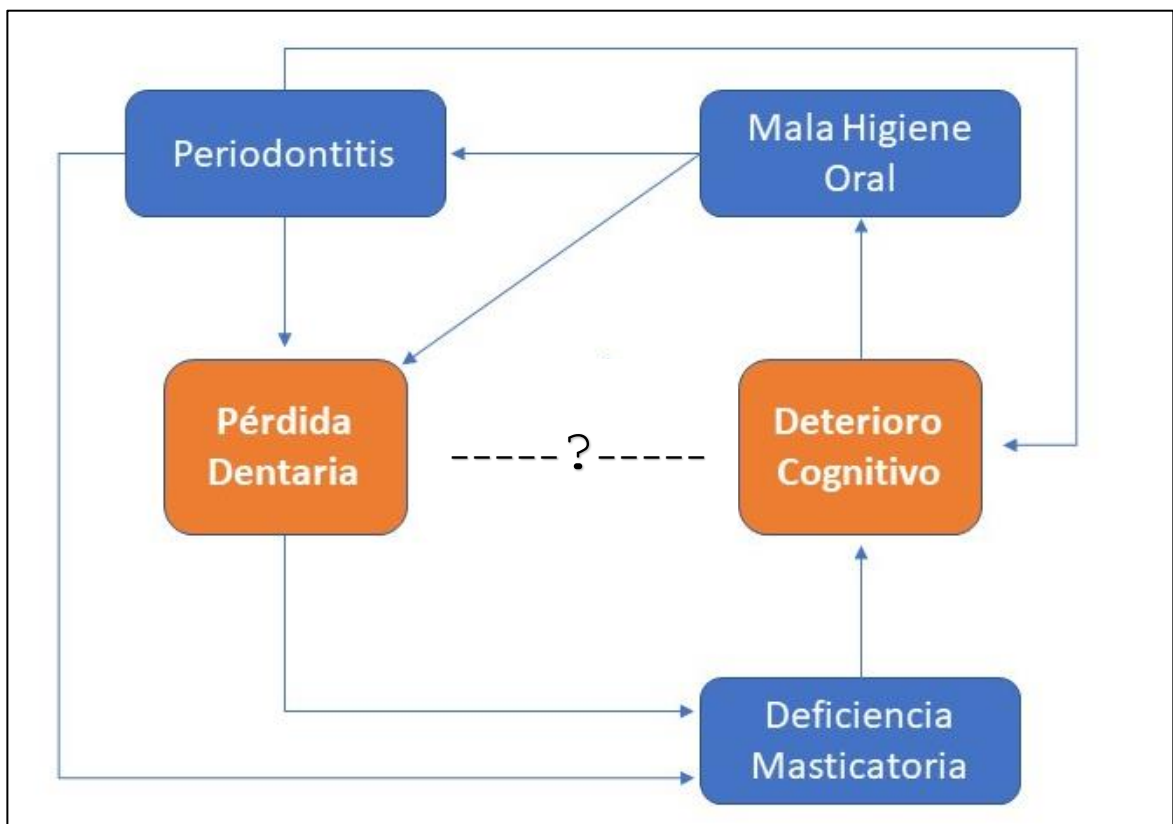 Periodontitis
Mala Higiene
Oral
Pérdida
Dentaria
-----?-----
Deterioro
Cognitivo
Deficiencia
Masticatoria